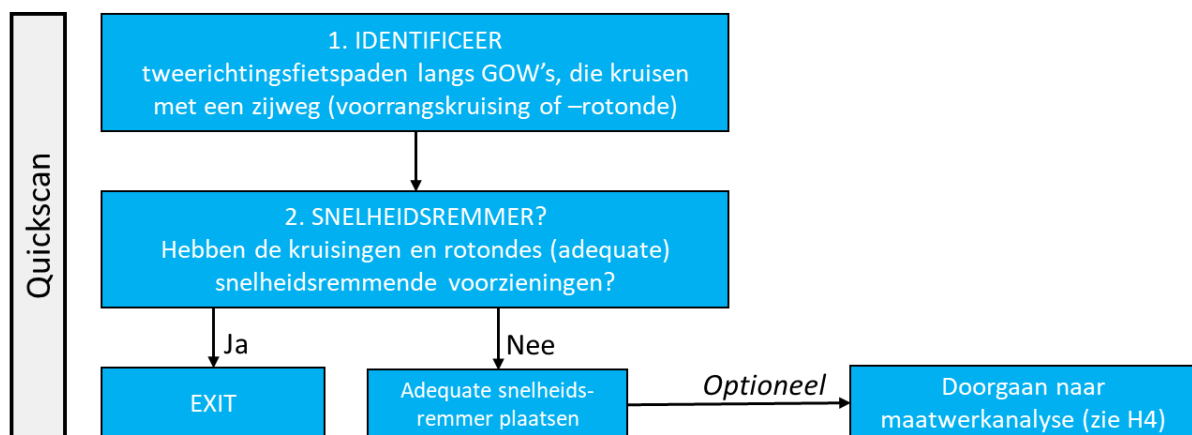 Quickscan
1. IDENTIFICEER
tweerichtingsfietspaden langs GOW's, die kruisen
met een zijweg (voorrangskruising of –rotonde)
2. SNELHEIDSREMMER?
Hebben de kruisingen en rotondes (adequate)
snelheidsremmende voorzieningen?
Ja
Nee
EXIT
Adequate snelheids-
remmer plaatsen
Optioneel
Doorgaan naar
maatwerkanalyse (zie H4)